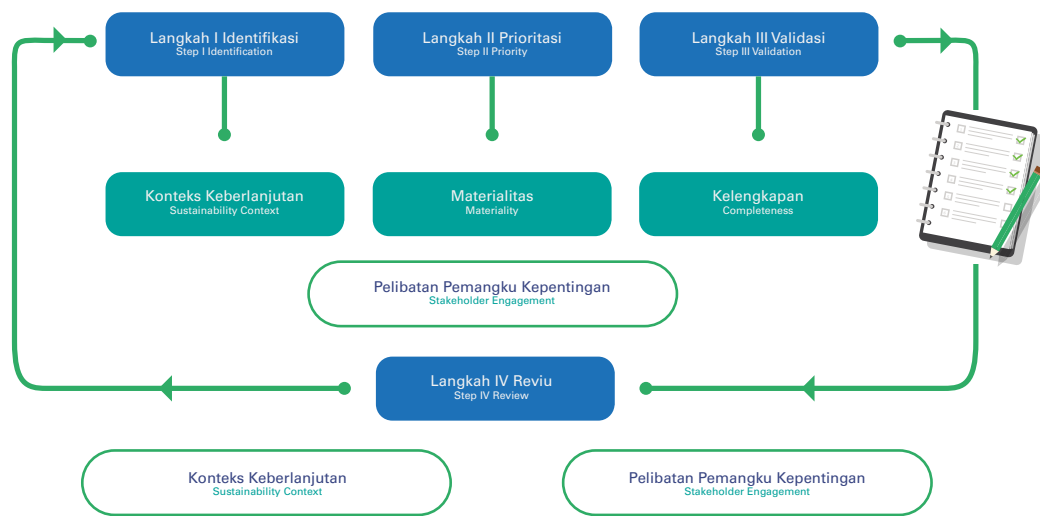 Langkah I Identifikasi
Step I Identification
Langkah II Prioritasi
Step II Priority
Langkah III Validasi
Step III Validation
Konteks Keberlanjutan
Sustainability Context
Materialitas
Materiality
Kelengkapan
Completeness
Pelibatan Pemangku Kepentingan
Stakeholder Engagement
Langkah IV Reviu
Step IV Review
Konteks Keberlanjutan
Sustainability Context
Pelibatan Pemangku Kepentingan
Stakeholder Engagement